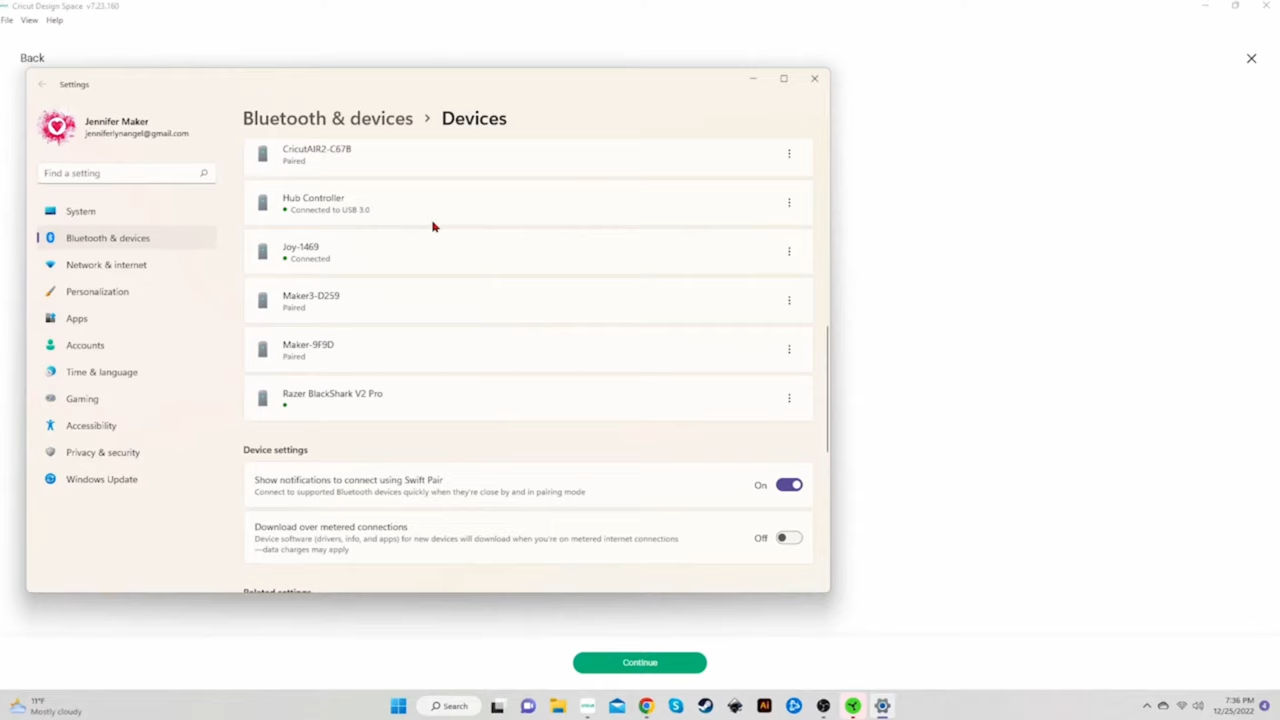 Cricut Design Space v7.23.160
File View Help
Back
Settings
Jennifer Maker
jenniferlynangel@gmail.com
Find a setting
System
Bluetooth & devices
Network & internet
Personalization
Apps
Accounts
Time & language
Gaming
Accessibility
Privacy & security
Windows Update
Bluetooth & devices › Devices
CricutAIR2-C67B
Paired
Hub Controller
Connected to USB 3.0
Joy-1469
Connected
Maker3-D259
Paired
Maker-9F9D
Paired
Razer BlackShark V2 Pro
Device settings
Show notifications to connect using Swift Pair
Connect to supported Bluetooth devices quickly when they're close by and in pairing mode
On
Download over metered connections
Device software (drivers, info, and apps) for new devices will download when you're on metered internet connections
—data charges may apply
Off
Related settings
Continue
11°F
Mostly cloudy
Search
Ai
7:36 PM
12/25/2022